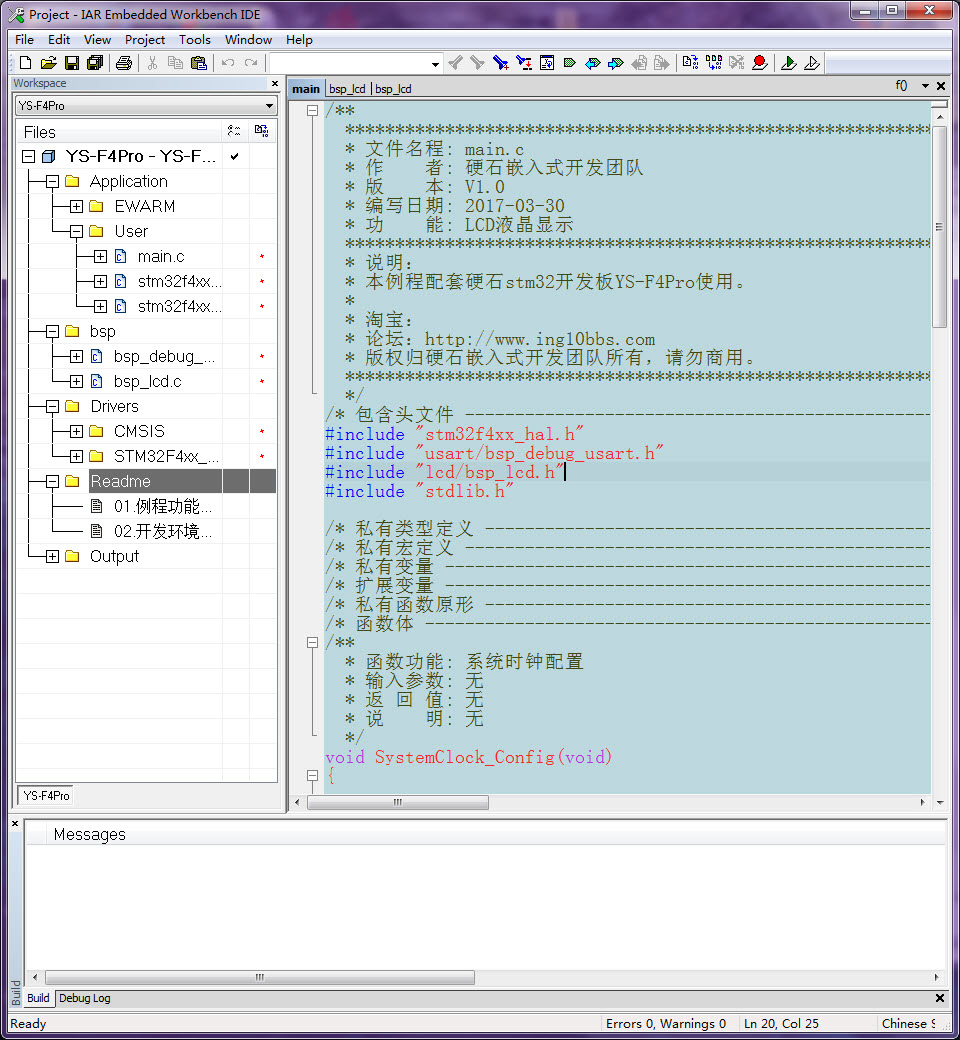 Project - IAR Embedded Workbench IDE
File Edit View Project Tools Window Help
Workspace
YS-F4Pro
Files
YS-F4Pro - YS-F...
Application
EWARM
User
main.c
stm32f4xx...
stm32f4xx...
bsp
bsp_debug_...
bsp_lcd.c
Drivers
CMSIS
STM32F4xx_...
Readme
01.例程功能...
02.开发环境...
Output
YS-F4Pro
main bsp_lcd | bsp_lcd f()
/**
******************************************************************
* 文件名程: main.c
* 作    者: 硬石嵌入式开发团队
* 版    本: V1.0
* 编写日期: 2017-03-30
* 功    能: LCD液晶显示
******************************************************************
* 说明:
* 本例程配套硬石stm32开发板YS-F4Pro使用。
*
* 淘宝:
* 论坛: http://www.ing10bbs.com
* 版权归硬石嵌入式开发团队所有，请勿商用。
******************************************************************
*/
/* 包含头文件 -----------------------------------------------
#include "stm32f4xx_hal.h"
#include "usart/bsp_debug_usart.h"
#include "lcd/bsp_lcd.h"
#include "stdlib.h"
/* 私有类型定义 ---------------------------------------------
/* 私有宏定义 -----------------------------------------------
/* 私有变量 -------------------------------------------------
/* 扩展变量 -------------------------------------------------
/* 私有函数原形 ---------------------------------------------
/* 函数体 ---------------------------------------------------
/**
* 函数功能: 系统时钟配置
* 输入参数: 无
* 返 回 值: 无
* 说    明: 无
*/
void SystemClock_Config(void)
{
Messages
Build
Build Debug Log
Ready Errors 0, Warnings 0 Ln 20, Col 25 Chinese S